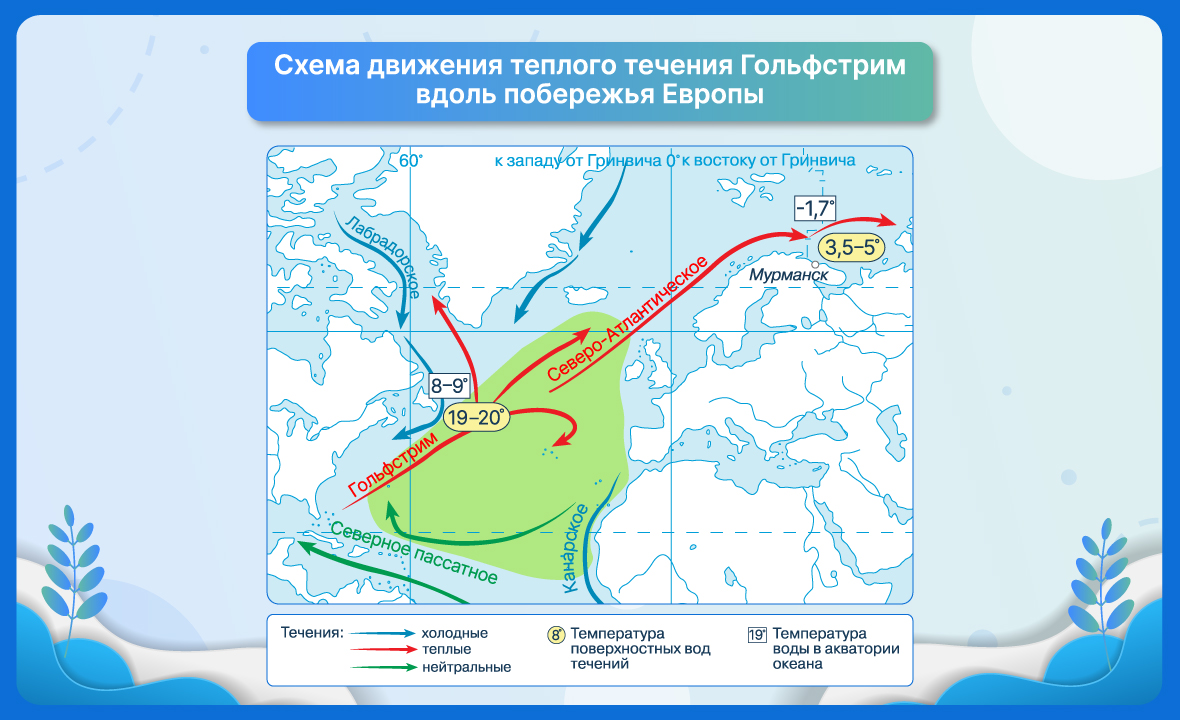 Схема движения теплого течения Гольфстрим
вдоль побережья Европы
60°
к западу от Гринвича 0° к востоку от Гринвича
-1,7°
3,5–5°
Мурманск
Лабрадорское
Северо-Атлантическое
8–9°
19–20°
Гольфстрим
Северное пассатное
Канарское
Течения:
холодные
теплые
нейтральные
8°
Температура
поверхностных вод
течений
19°
Температура
воды в акватории
океана